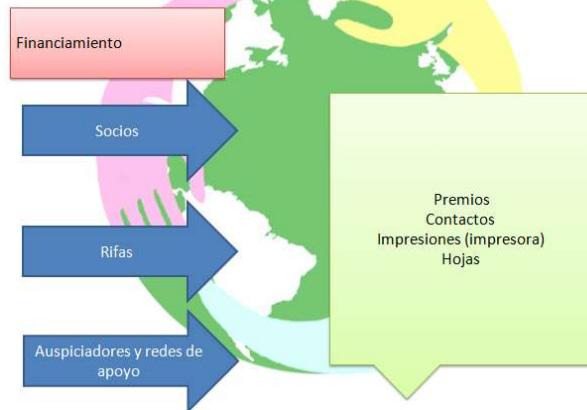 Financiamiento
Socios
Rifas
Auspiciadores y redes de
apoyo
Premios
Contactos
Impresiones (impresora)
Hojas